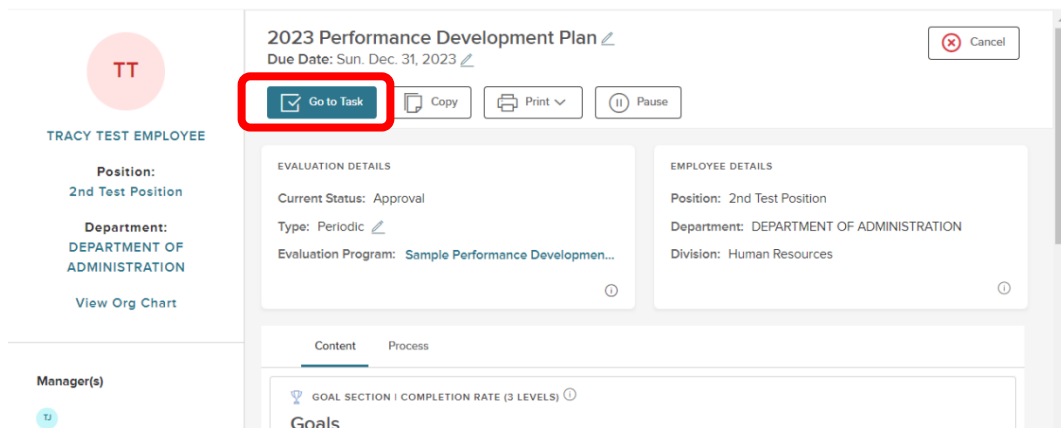 TT
TRACY TEST EMPLOYEE
Position:
2nd Test Position
Department:
DEPARTMENT OF
ADMINISTRATION
View Org Chart
Manager(s)
TJ
2023 Performance Development Plan
Due Date: Sun. Dec. 31, 2023
Cancel
Go to Task
Copy
Print
Pause
EVALUATION DETAILS
Current Status: Approval
Type: Periodic
Evaluation Program: Sample Performance Developmen...
EMPLOYEE DETAILS
Position: 2nd Test Position
Department: DEPARTMENT OF ADMINISTRATION
Division: Human Resources
Content Process
GOAL SECTION | COMPLETION RATE (3 LEVELS)
Goals